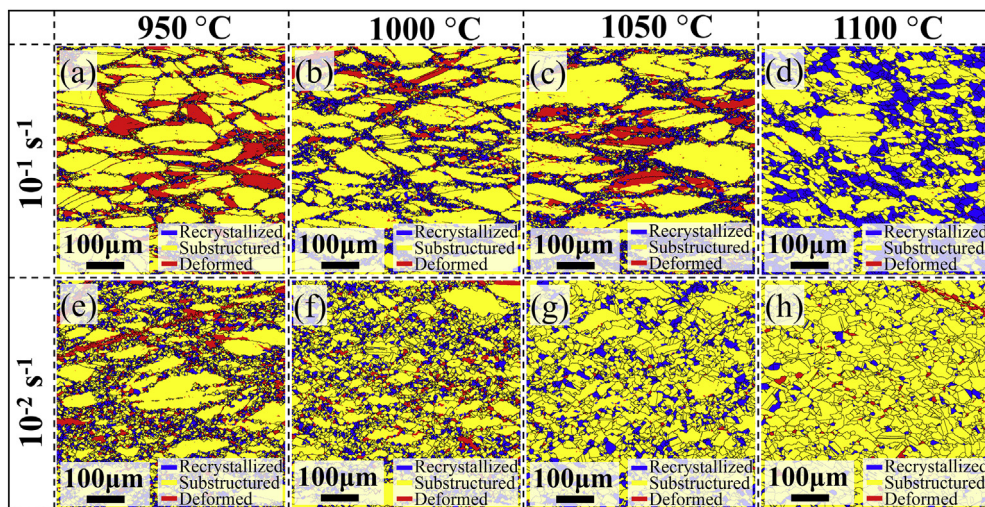 950 °C 1000 °C 1050 °C 1100 °C
10-1 s-1
(a) (b) (c) (d)
100µm Recrystallized Substructured Deformed
100µm Recrystallized Substructured Deformed
100µm Recrystallized Substructured Deformed
100µm Recrystallized Substructured Deformed
10-2 s-1
(e) (f) (g) (h)
100µm Recrystallized Substructured Deformed
100µm Recrystallized Substructured Deformed
100µm Recrystallized Substructured Deformed
100µm Recrystallized Substructured Deformed